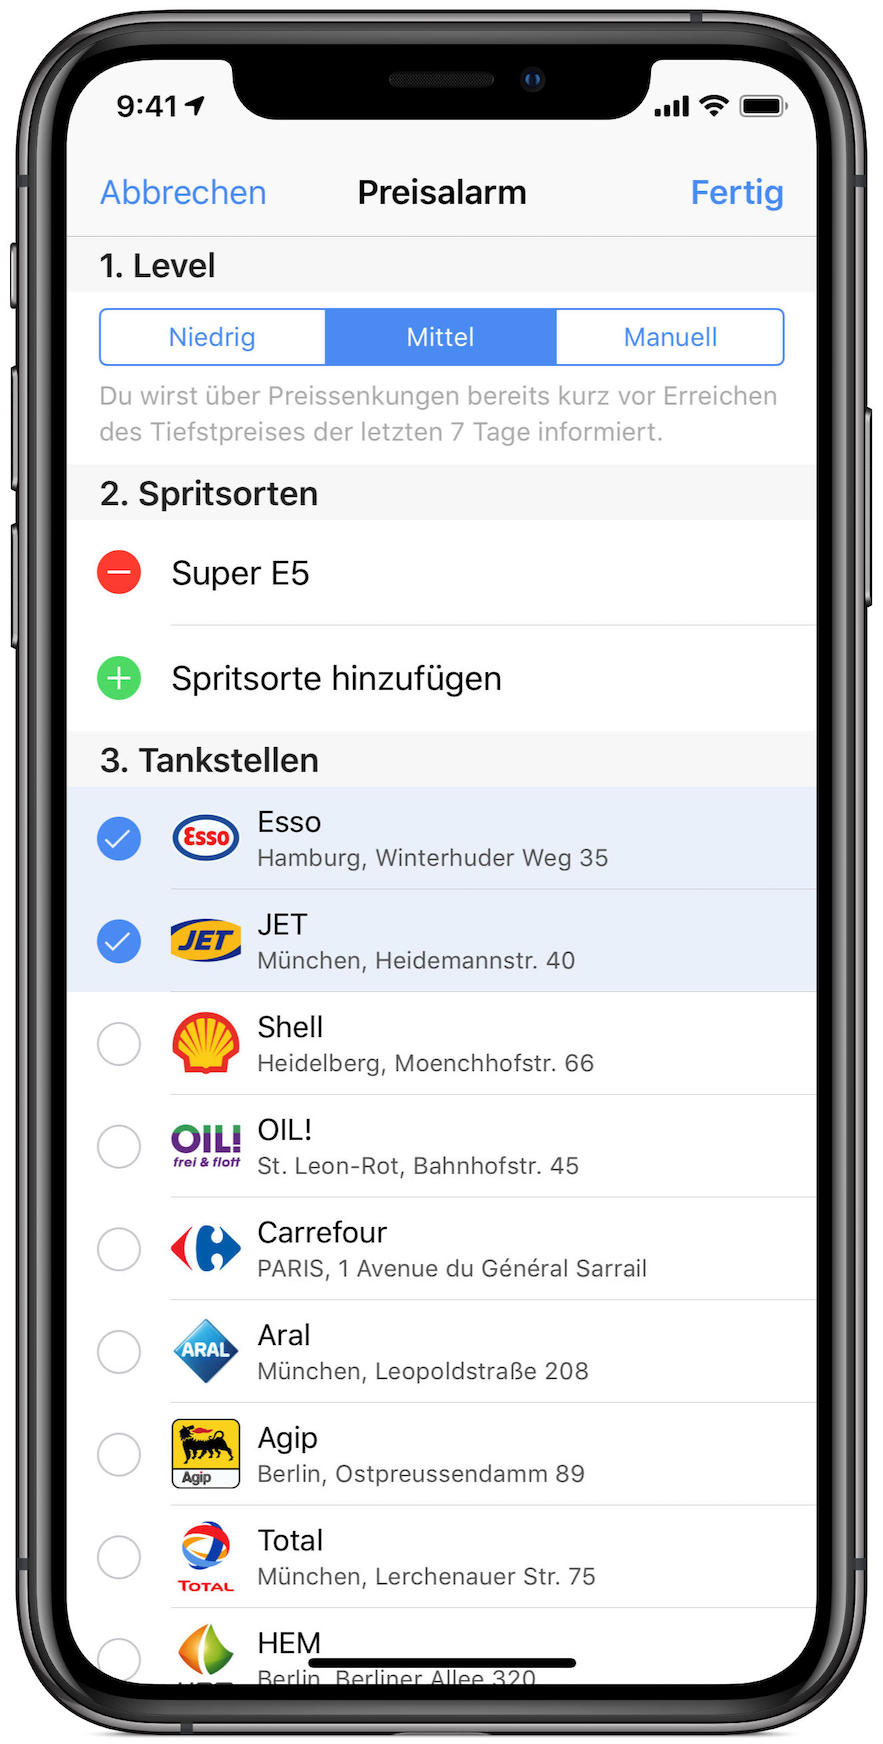 9:41
Abbrechen Preisalarm Fertig
1. Level
Niedrig Mittel Manuell
Du wirst über Preissenkungen bereits kurz vor Erreichen
des Tiefstpreises der letzten 7 Tage informiert.
2. Spritsorten
Super E5
Spritsorte hinzufügen
3. Tankstellen
Esso
Esso
Hamburg, Winterhuder Weg 35
JET
JET
München, Heidemannstr. 40
Shell
Heidelberg, Moenchhofstr. 66
OIL!
frei & flott
OIL!
St. Leon-Rot, Bahnhofstr. 45
Carrefour
PARIS, 1 Avenue du Général Sarrail
ARAL
Aral
München, Leopoldstraße 208
Agip
Agip
Berlin, Ostpreussendamm 89
TOTAL
Total
München, Lerchenauer Str. 75
HEM
Berlin, Berliner Allee 320